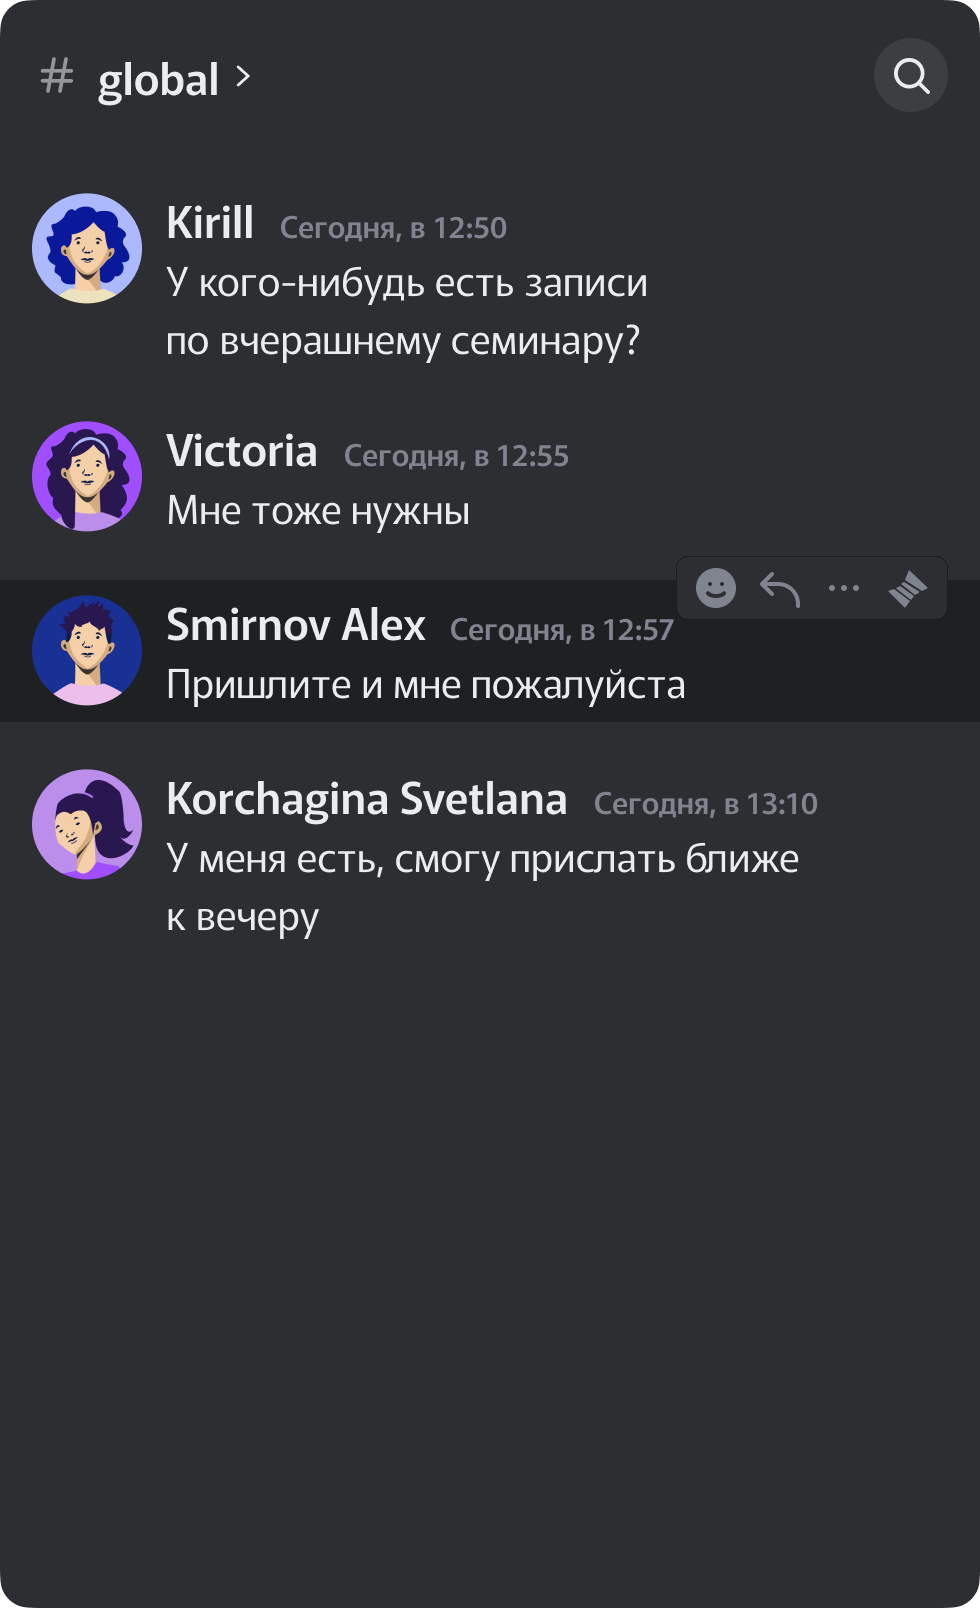 # global >
Kirill Сегодня, в 12:50
У кого-нибудь есть записи
по вчерашнему семинару?
Victoria Сегодня, в 12:55
Мне тоже нужны
Smirnov Alex Сегодня, в 12:57
Пришлите и мне пожалуйста
Korchagina Svetlana Сегодня, в 13:10
У меня есть, смогу прислать ближе
к вечеру